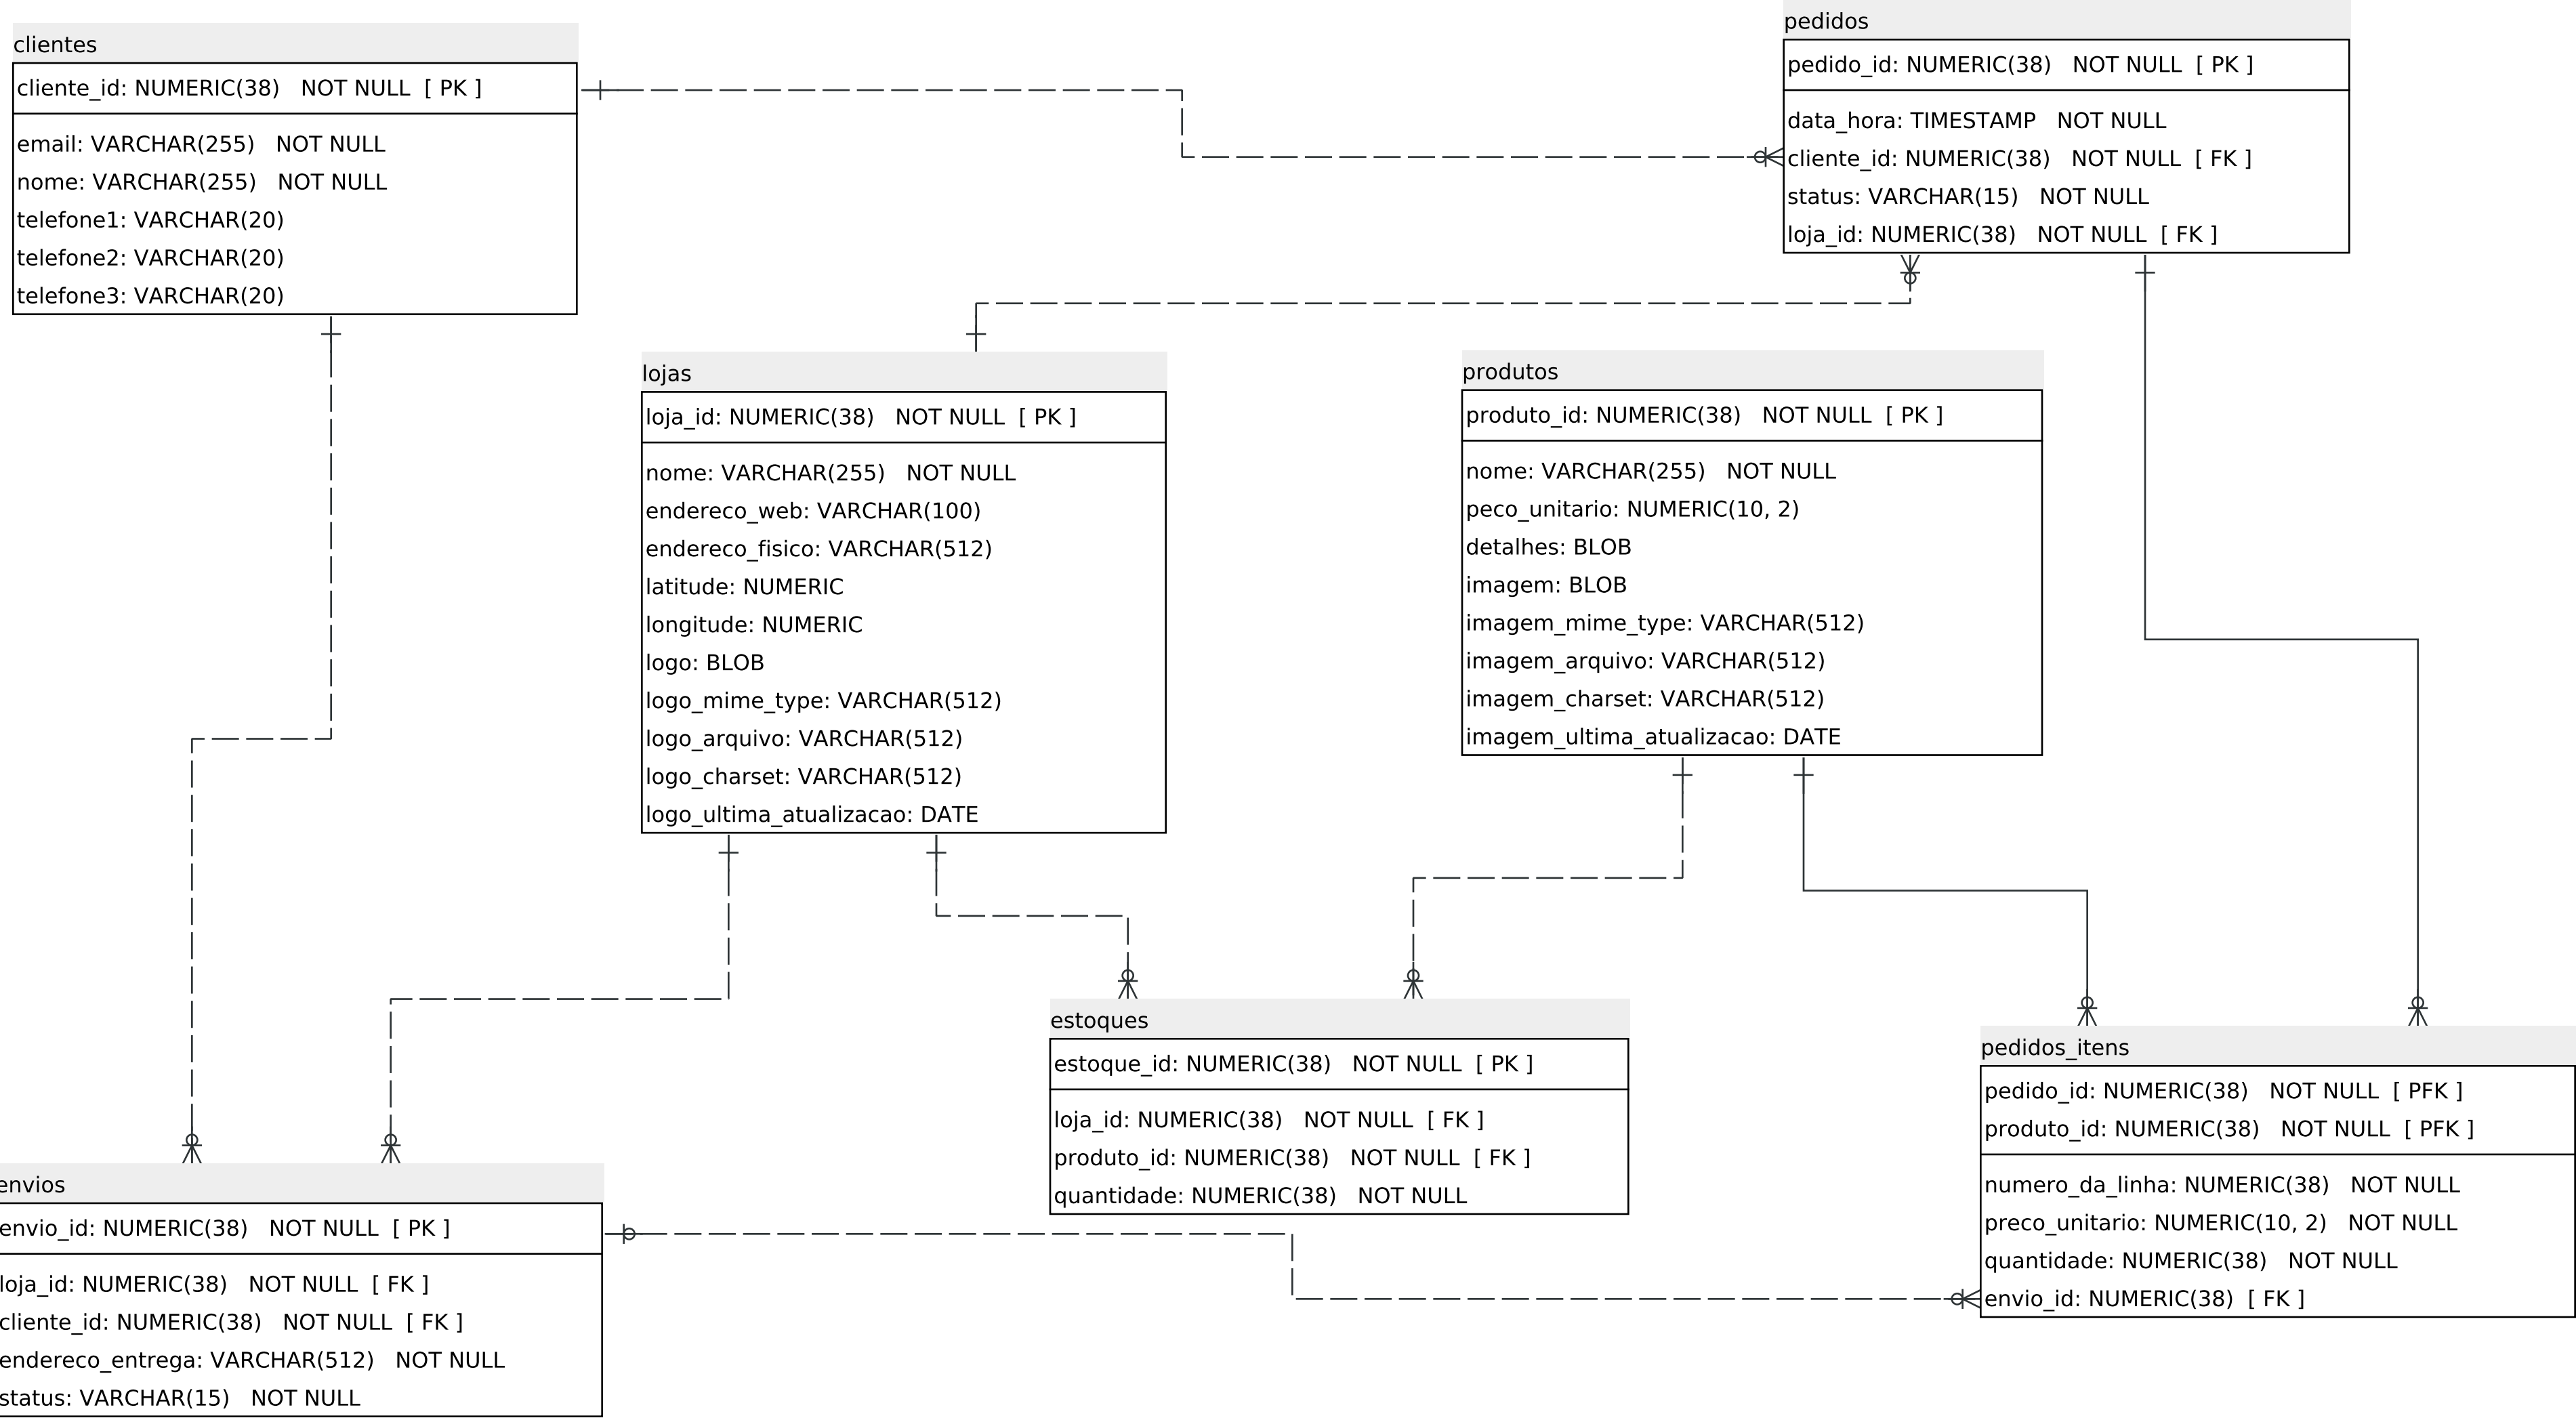 clientes
cliente_id: NUMERIC(38) NOT NULL [ PK ]
email: VARCHAR(255) NOT NULL
nome: VARCHAR(255) NOT NULL
telefone1: VARCHAR(20)
telefone2: VARCHAR(20)
telefone3: VARCHAR(20)
pedidos
pedido_id: NUMERIC(38) NOT NULL [ PK ]
data_hora: TIMESTAMP NOT NULL
cliente_id: NUMERIC(38) NOT NULL [ FK ]
status: VARCHAR(15) NOT NULL
loja_id: NUMERIC(38) NOT NULL [ FK ]
lojas
loja_id: NUMERIC(38) NOT NULL [ PK ]
nome: VARCHAR(255) NOT NULL
endereco_web: VARCHAR(100)
endereco_fisico: VARCHAR(512)
latitude: NUMERIC
longitude: NUMERIC
logo: BLOB
logo_mime_type: VARCHAR(512)
logo_arquivo: VARCHAR(512)
logo_charset: VARCHAR(512)
logo_ultima_atualizacao: DATE
produtos
produto_id: NUMERIC(38) NOT NULL [ PK ]
nome: VARCHAR(255) NOT NULL
peco_unitario: NUMERIC(10, 2)
detalhes: BLOB
imagem: BLOB
imagem_mime_type: VARCHAR(512)
imagem_arquivo: VARCHAR(512)
imagem_charset: VARCHAR(512)
imagem_ultima_atualizacao: DATE
estoques
estoque_id: NUMERIC(38) NOT NULL [ PK ]
loja_id: NUMERIC(38) NOT NULL [ FK ]
produto_id: NUMERIC(38) NOT NULL [ FK ]
quantidade: NUMERIC(38) NOT NULL
pedidos_itens
pedido_id: NUMERIC(38) NOT NULL [ PFK ]
produto_id: NUMERIC(38) NOT NULL [ PFK ]
numero_da_linha: NUMERIC(38) NOT NULL
preco_unitario: NUMERIC(10, 2) NOT NULL
quantidade: NUMERIC(38) NOT NULL
envio_id: NUMERIC(38) [ FK ]
envios
envio_id: NUMERIC(38) NOT NULL [ PK ]
loja_id: NUMERIC(38) NOT NULL [ FK ]
cliente_id: NUMERIC(38) NOT NULL [ FK ]
endereco_entrega: VARCHAR(512) NOT NULL
status: VARCHAR(15) NOT NULL